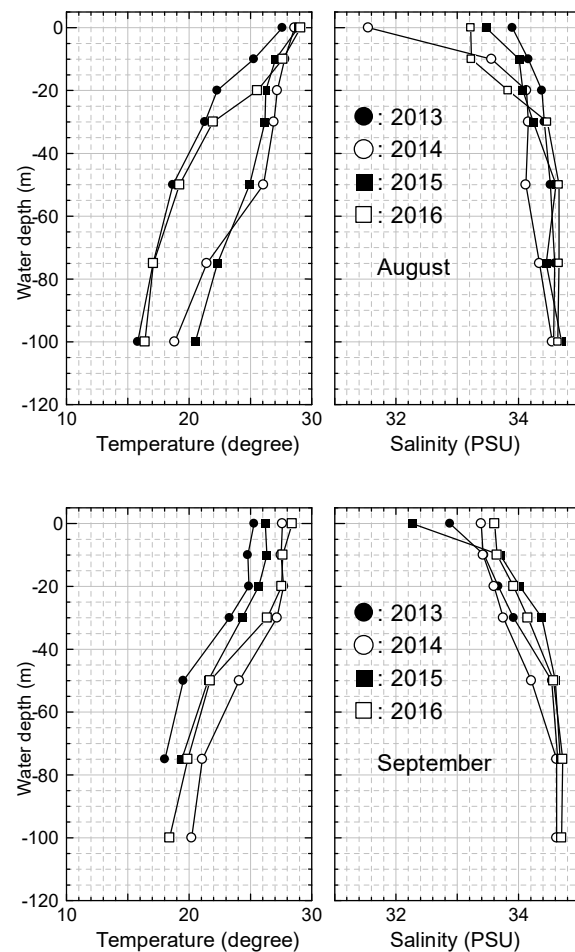 0
-20
-40
-60
-80
-100
-120
Water depth (m)
: 2013
: 2014
: 2015
: 2016
August
10 20 30
32 34
Temperature (degree)
Salinity (PSU)
0
-20
-40
-60
-80
-100
-120
Water depth (m)
: 2013
: 2014
: 2015
: 2016
September
10 20 30
32 34
Temperature (degree)
Salinity (PSU)